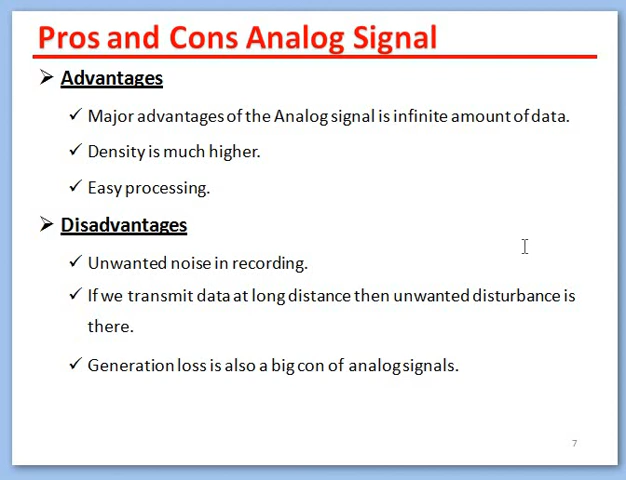 Pros and Cons Analog Signal
Advantages
Major advantages of the Analog signal is infinite amount of data.
Density is much higher.
Easy processing.
Disadvantages
Unwanted noise in recording.
If we transmit data at long distance then unwanted disturbance is
there.
Generation loss is also a big con of analog signals.
7